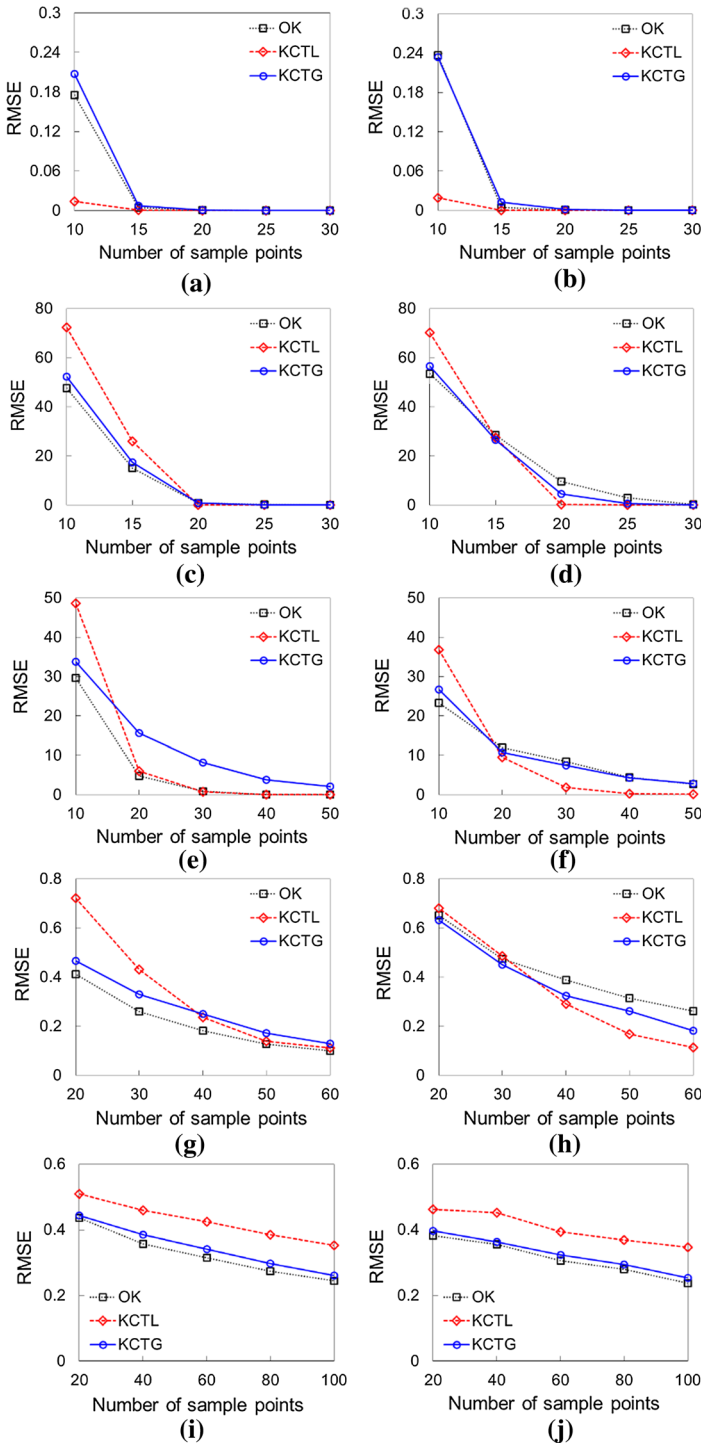 0.3
0.24
0.18
0.12
0.06
0
RMSE
OK
KCTL
KCTG
10 15 20 25 30
Number of sample points
(a)
0.3
0.24
0.18
0.12
0.06
0
RMSE
OK
KCTL
KCTG
10 15 20 25 30
Number of sample points
(b)
80
60
40
20
0
RMSE
OK
KCTL
KCTG
10 15 20 25 30
Number of sample points
(c)
80
60
40
20
0
RMSE
OK
KCTL
KCTG
10 15 20 25 30
Number of sample points
(d)
50
40
30
20
10
0
RMSE
OK
KCTL
KCTG
10 20 30 40 50
Number of sample points
(e)
50
40
30
20
10
0
RMSE
OK
KCTL
KCTG
10 20 30 40 50
Number of sample points
(f)
0.8
0.6
0.4
0.2
0
RMSE
OK
KCTL
KCTG
20 30 40 50 60
Number of sample points
(g)
0.8
0.6
0.4
0.2
0
RMSE
OK
KCTL
KCTG
20 30 40 50 60
Number of sample points
(h)
0.6
0.4
0.2
0
RMSE
OK
KCTL
KCTG
20 40 60 80 100
Number of sample points
(i)
0.6
0.4
0.2
0
RMSE
OK
KCTL
KCTG
20 40 60 80 100
Number of sample points
(j)